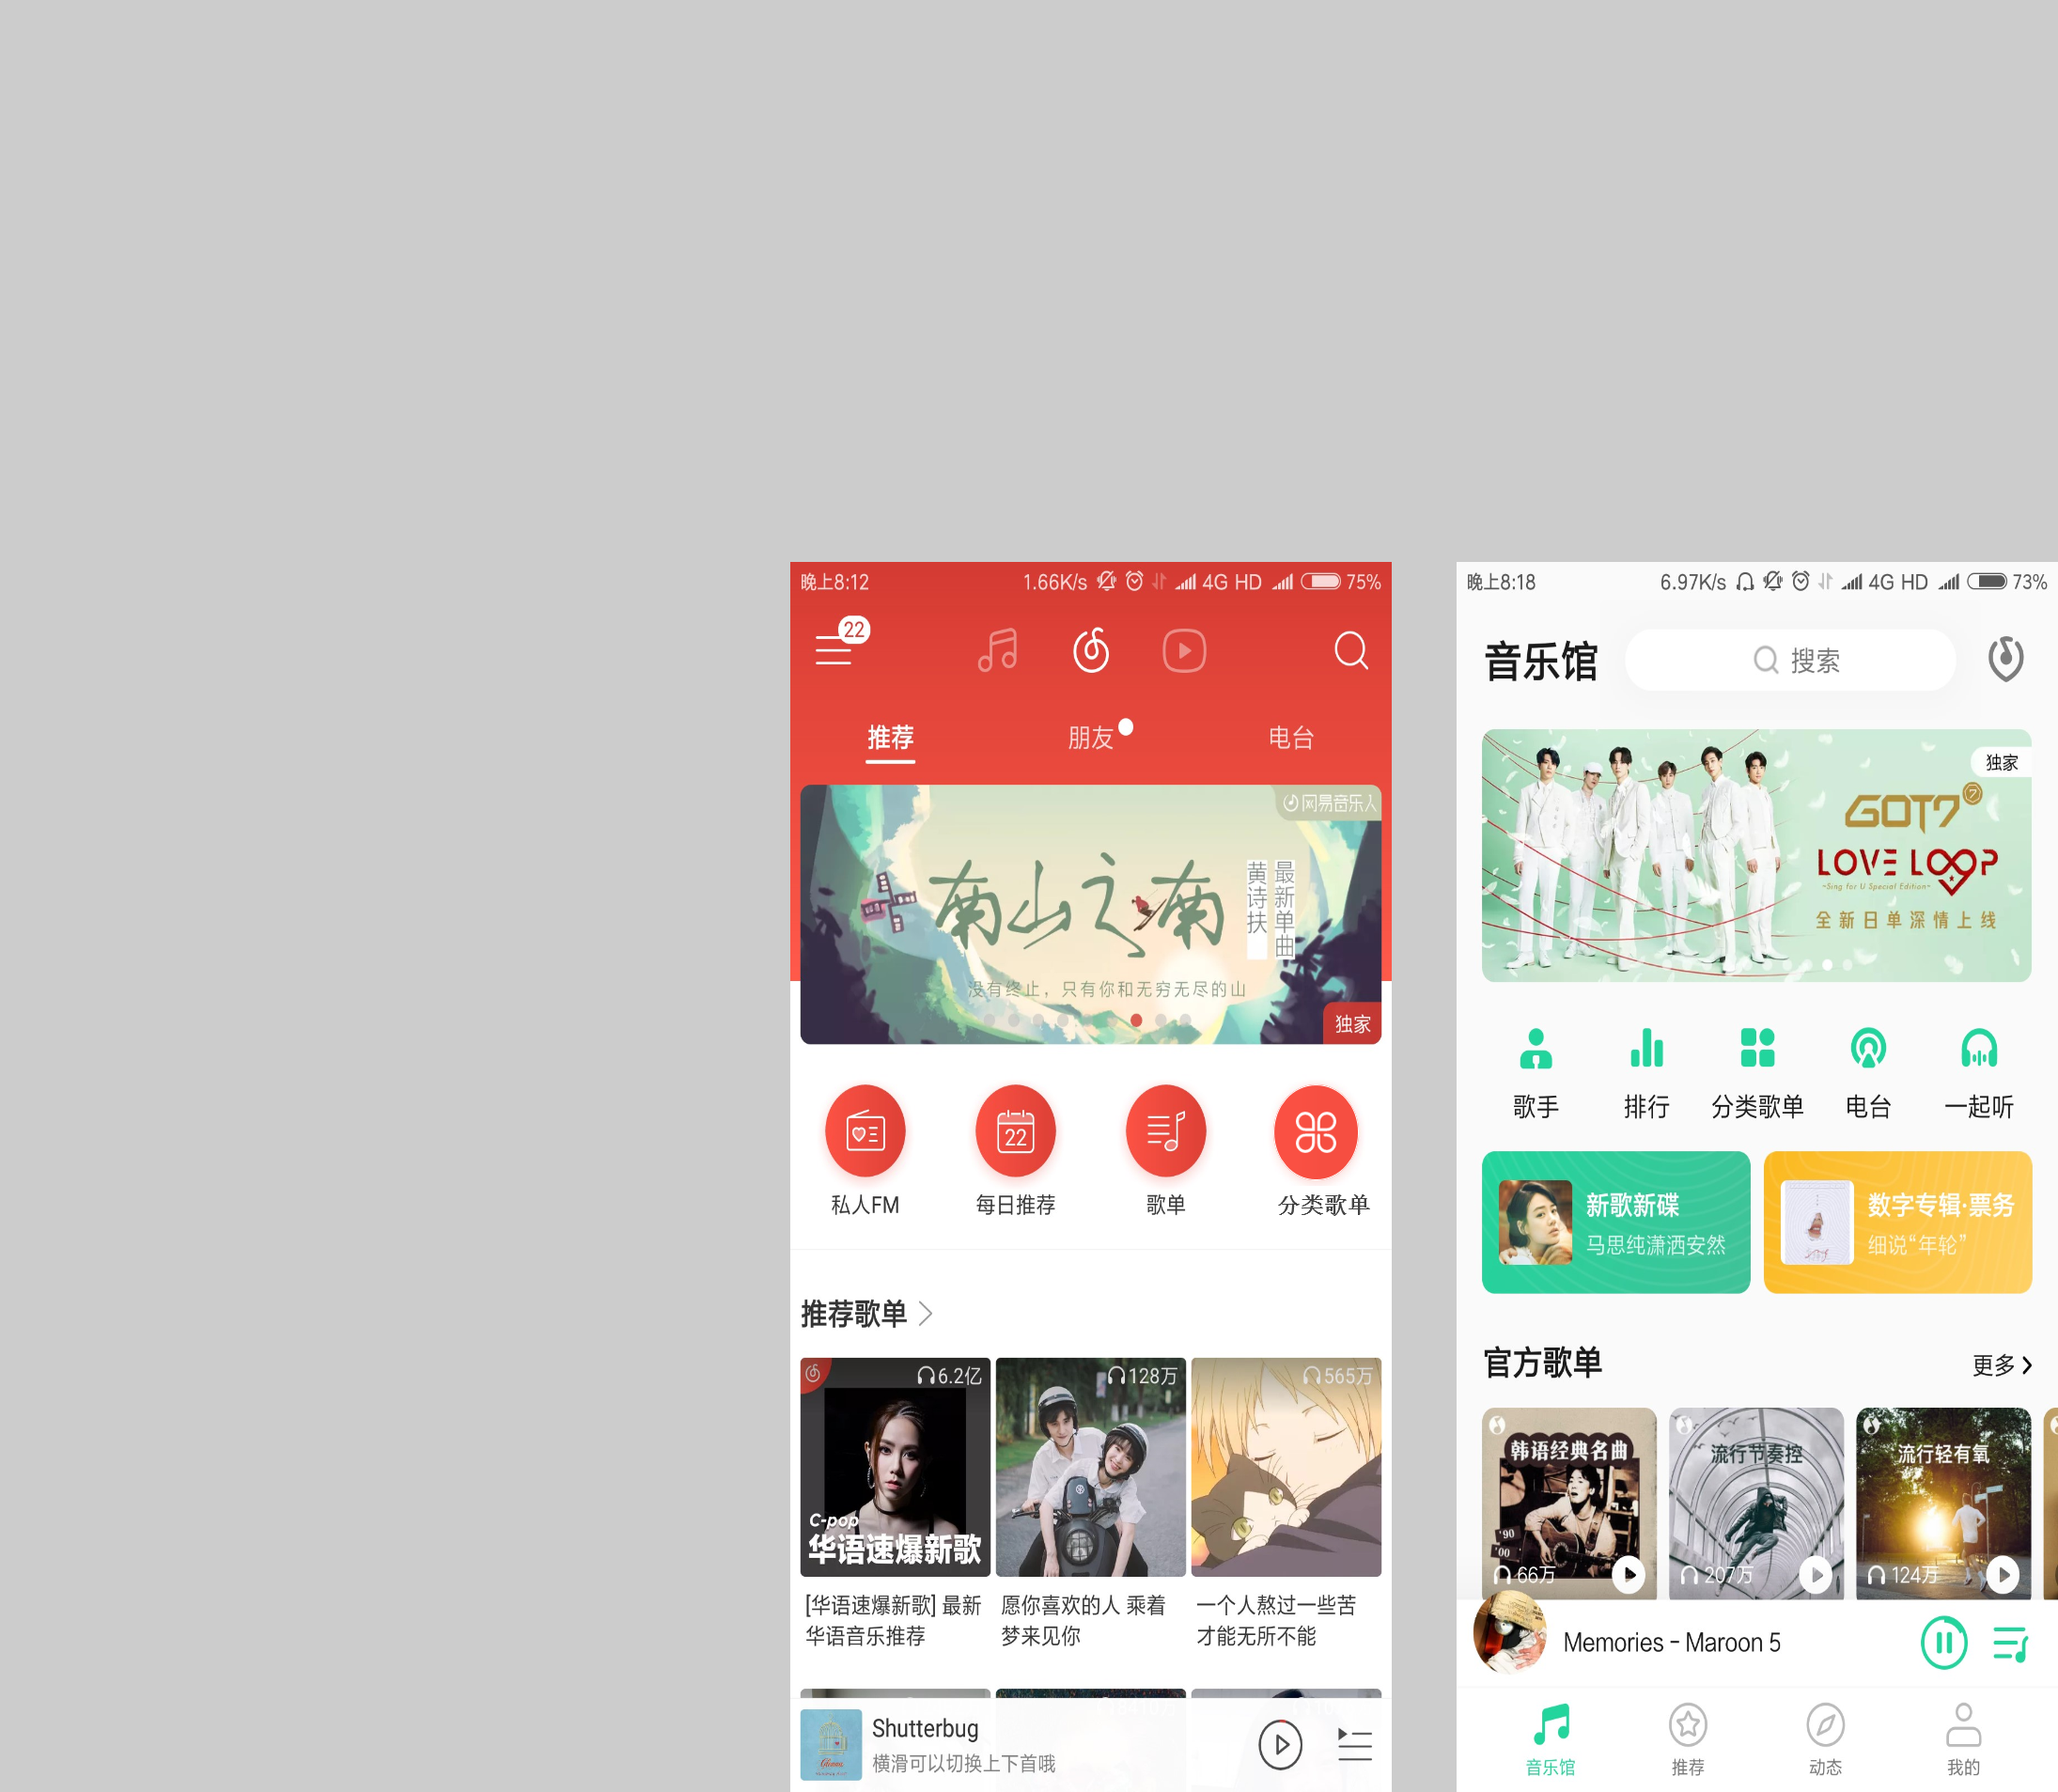 晚上8:12
1.66K/s 4G HD 75%
22
推荐
朋友
电台
网易音乐人
南山之南
最新单曲
黄诗扶
没有终止，只有你和无穷无尽的山
独家
22
私人FM
每日推荐
歌单
分类歌单
推荐歌单
6.2亿
C-pop
华语速爆新歌
128万
565万
[华语速爆新歌] 最新
华语音乐推荐
愿你喜欢的人 乘着
梦来见你
一个人熬过一些苦
才能无所不能
Shutterbug
横滑可以切换上下首哦
晚上8:18
6.97K/s 4G HD 73%
音乐馆
搜索
独家
GOT7
LOVE LOOP
~Sing for U Special Edition~
全新日单深情上线
歌手
排行
分类歌单
电台
一起听
新歌新碟
马思纯潇洒安然
数字专辑·票务
细说“年轮”
官方歌单
更多
韩语经典名曲
'90
'00
66万
流行节奏控
207万
流行轻有氧
124万
Memories - Maroon 5
音乐馆
推荐
动态
我的